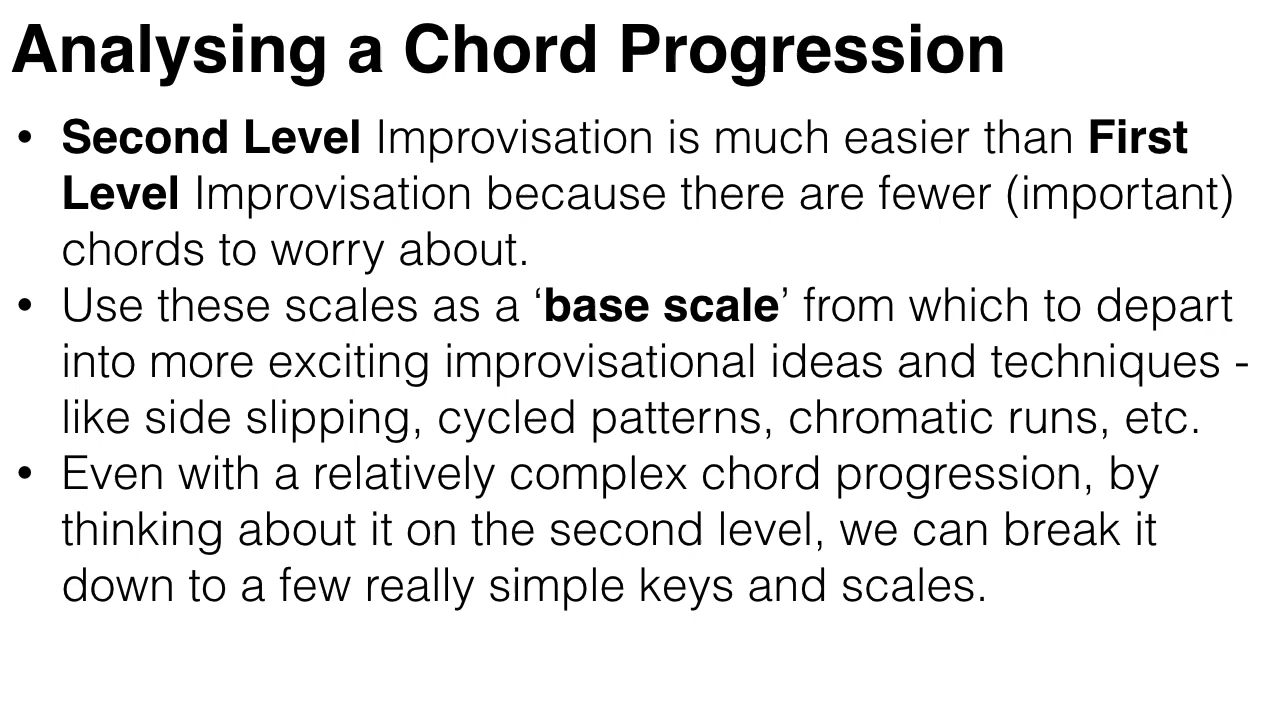 Analysing a Chord Progression
• Second Level Improvisation is much easier than First
Level Improvisation because there are fewer (important)
chords to worry about.
• Use these scales as a ‘base scale’ from which to depart
into more exciting improvisational ideas and techniques -
like side slipping, cycled patterns, chromatic runs, etc.
• Even with a relatively complex chord progression, by
thinking about it on the second level, we can break it
down to a few really simple keys and scales.